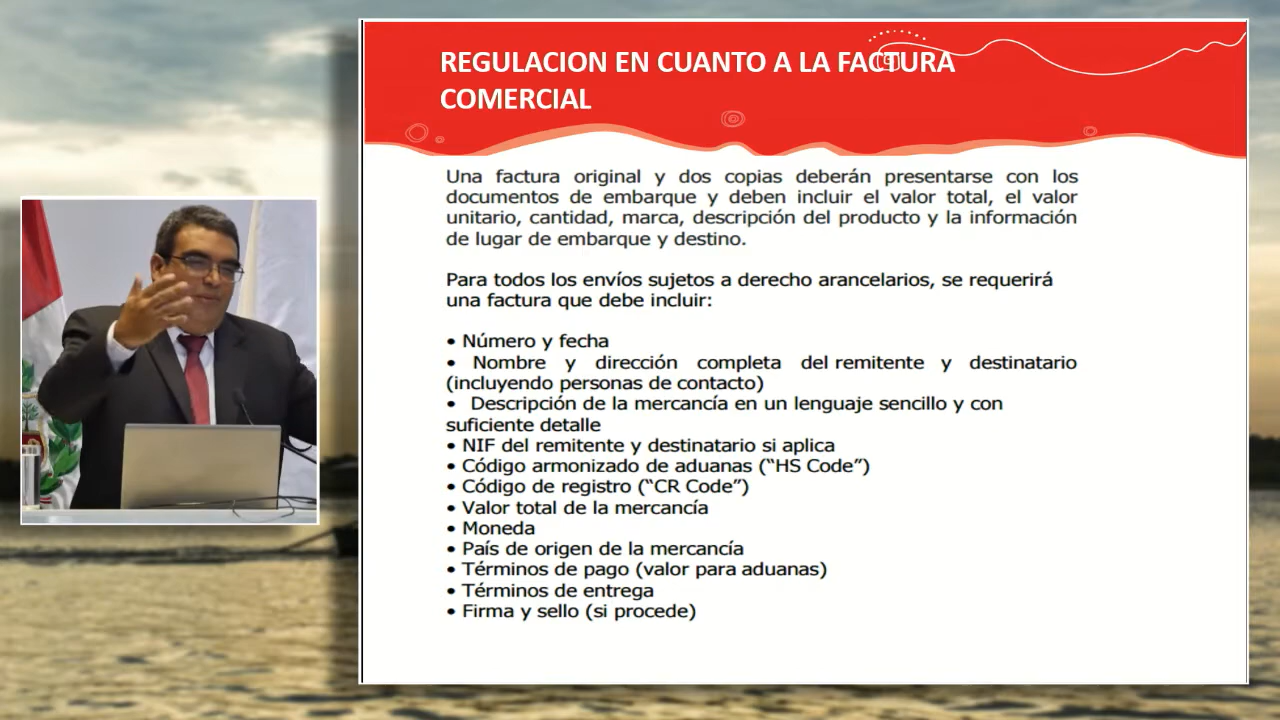 REGULACION EN CUANTO A LA FACTURA
COMERCIAL
Una factura original y dos copias deberán presentarse con los
documentos de embarque y deben incluir el valor total, el valor
unitario, cantidad, marca, descripción del producto y la información
de lugar de embarque y destino.
Para todos los envíos sujetos a derecho arancelarios, se requerirá
una factura que debe incluir:
• Número y fecha
• Nombre y dirección completa del remitente y destinatario
(incluyendo personas de contacto)
• Descripción de la mercancía en un lenguaje sencillo y con
suficiente detalle
• NIF del remitente y destinatario si aplica
• Código armonizado de aduanas (“HS Code”)
• Código de registro (“CR Code”)
• Valor total de la mercancía
• Moneda
• País de origen de la mercancía
• Términos de pago (valor para aduanas)
• Términos de entrega
• Firma y sello (si procede)